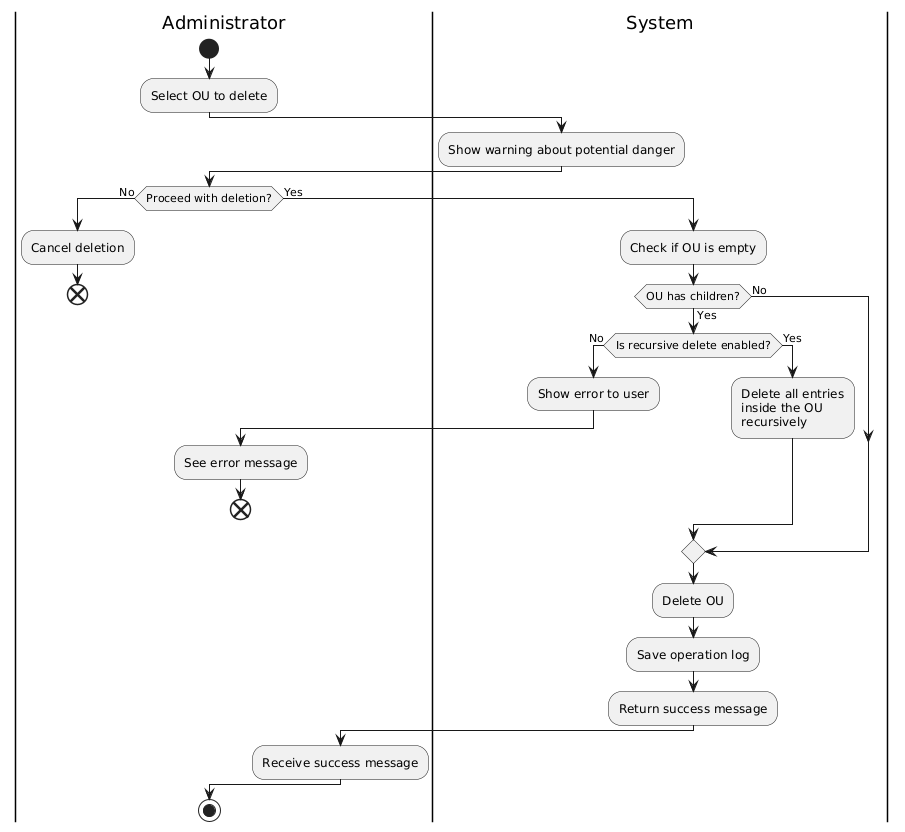 Administrator
System
Select OU to delete
Show warning about potential danger
No
Proceed with deletion?
Yes
Cancel deletion
Check if OU is empty
OU has children?
No
Yes
No
Is recursive delete enabled?
Yes
Show error to user
Delete all entries
inside the OU
recursively
See error message
Delete OU
Save operation log
Return success message
Receive success message